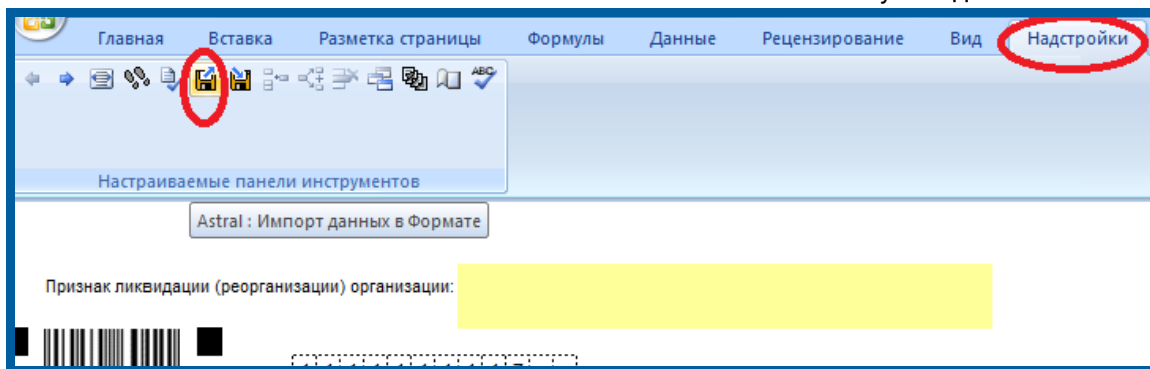 Главная Вставка Разметка страницы Формулы Данные Рецензирование Вид Надстройки
ABC
Настраиваемые панели инструментов
Astral : Импорт данных в Формате
Признак ликвидации (реорганизации) организации: